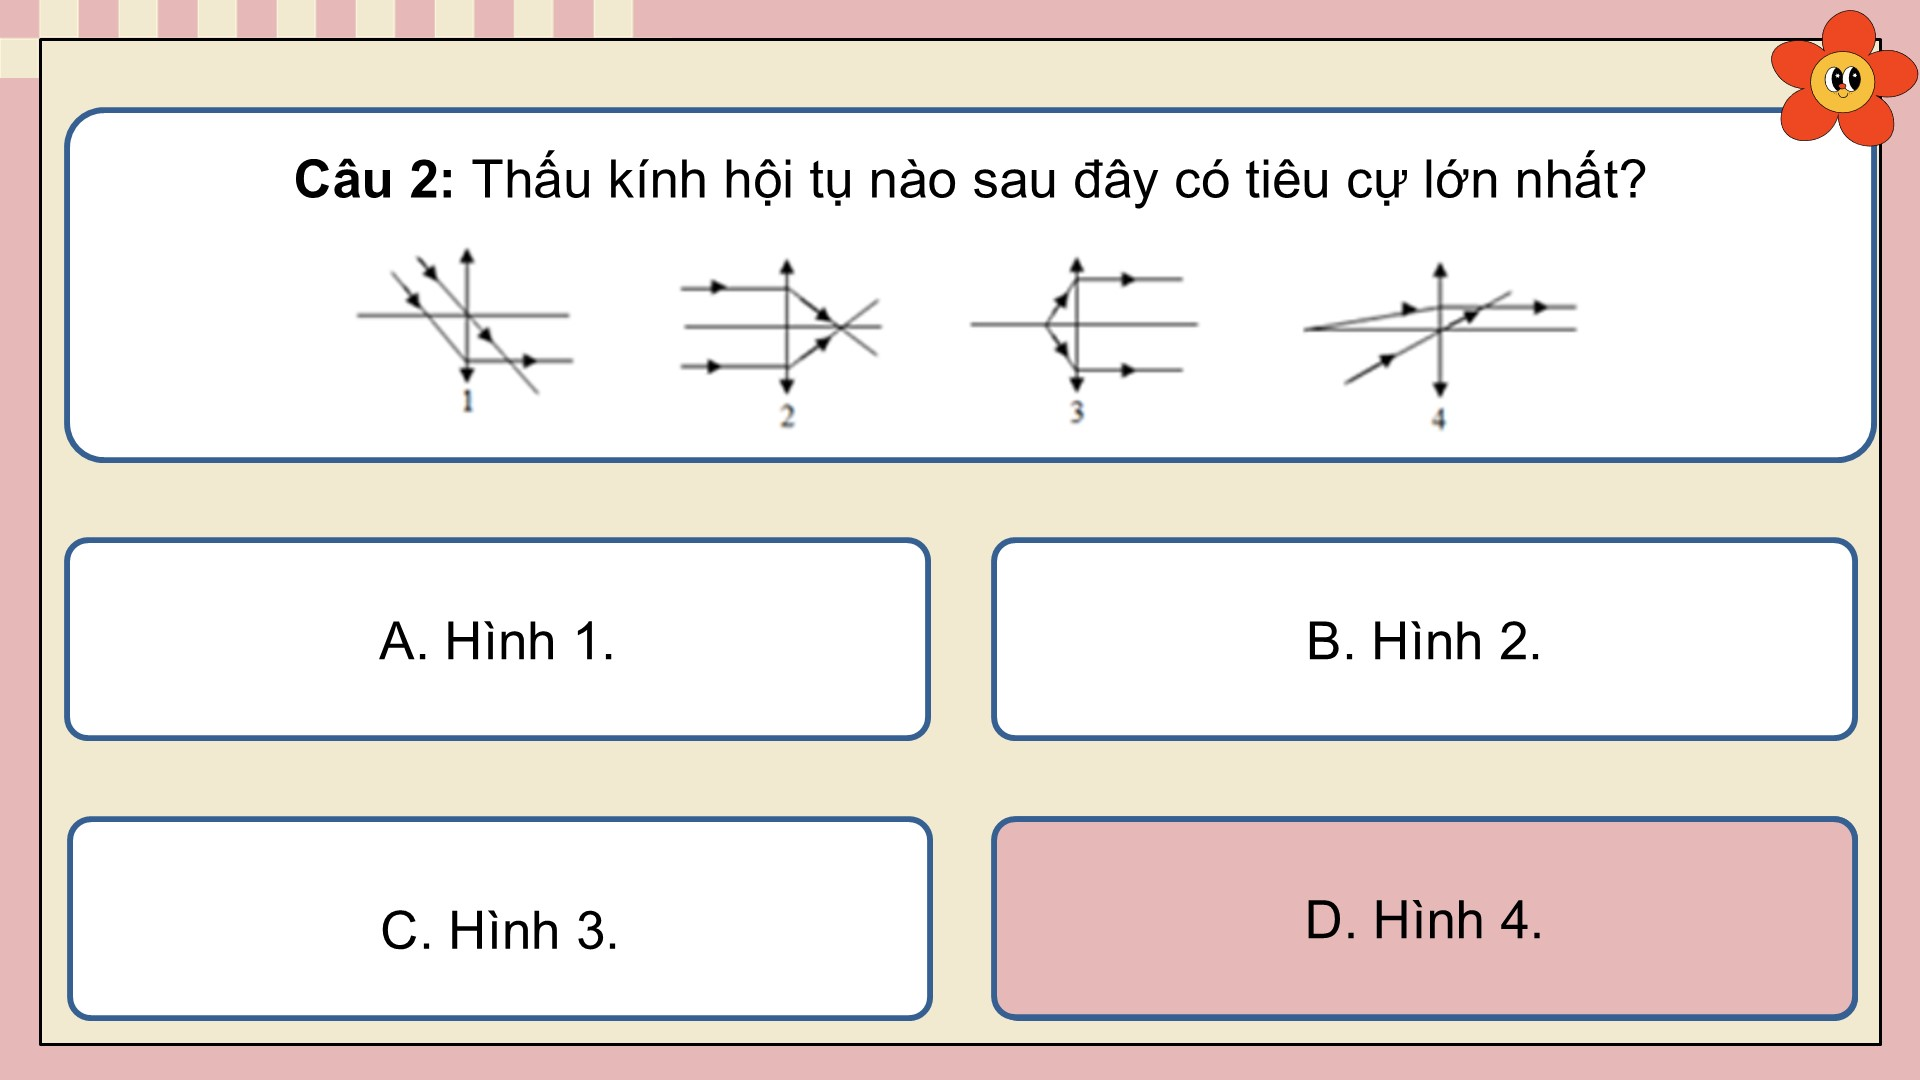 Câu 2: Thấu kính hội tụ nào sau đây có tiêu cự lớn nhất?
1
2
3
4
A. Hình 1.
B. Hình 2.
C. Hình 3.
D. Hình 4.